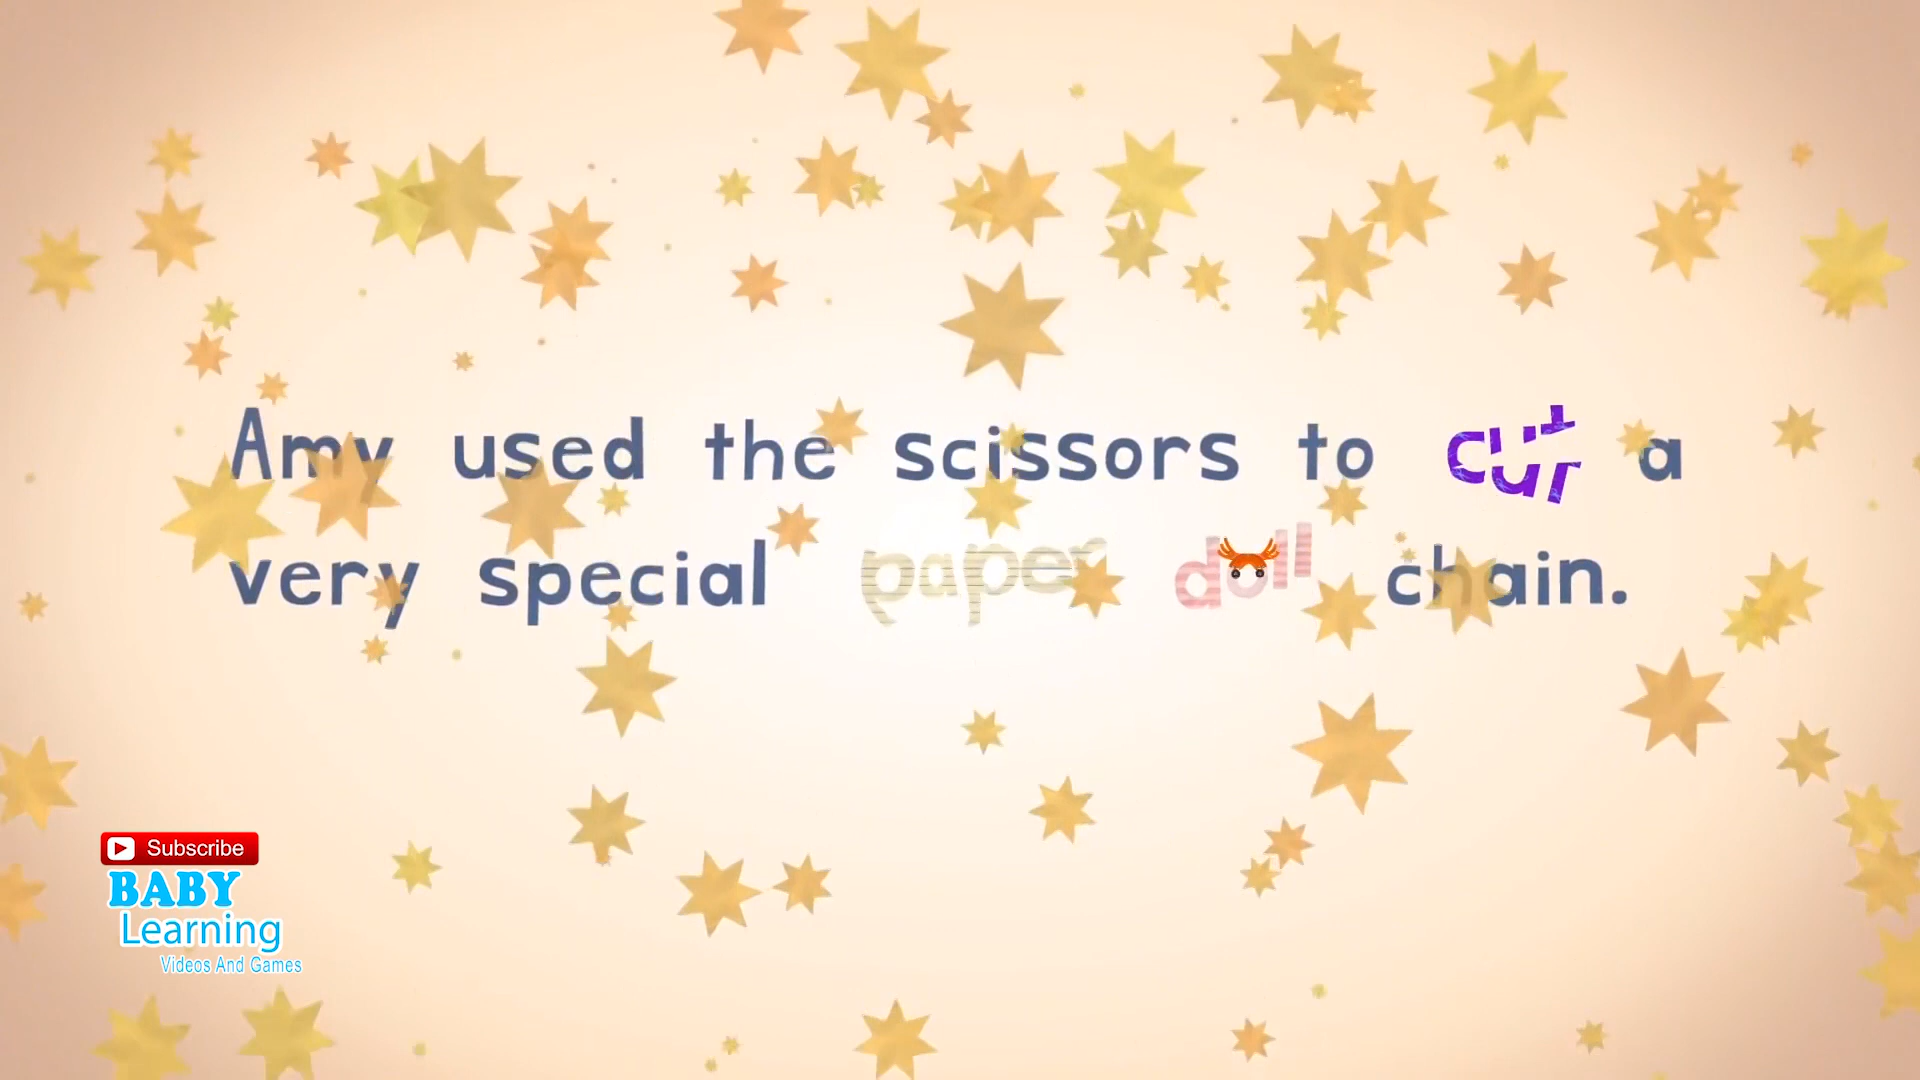 Amy used the scissors to cut a
very special paper doll chain.
Subscribe
BABY
Learning
Videos And Games